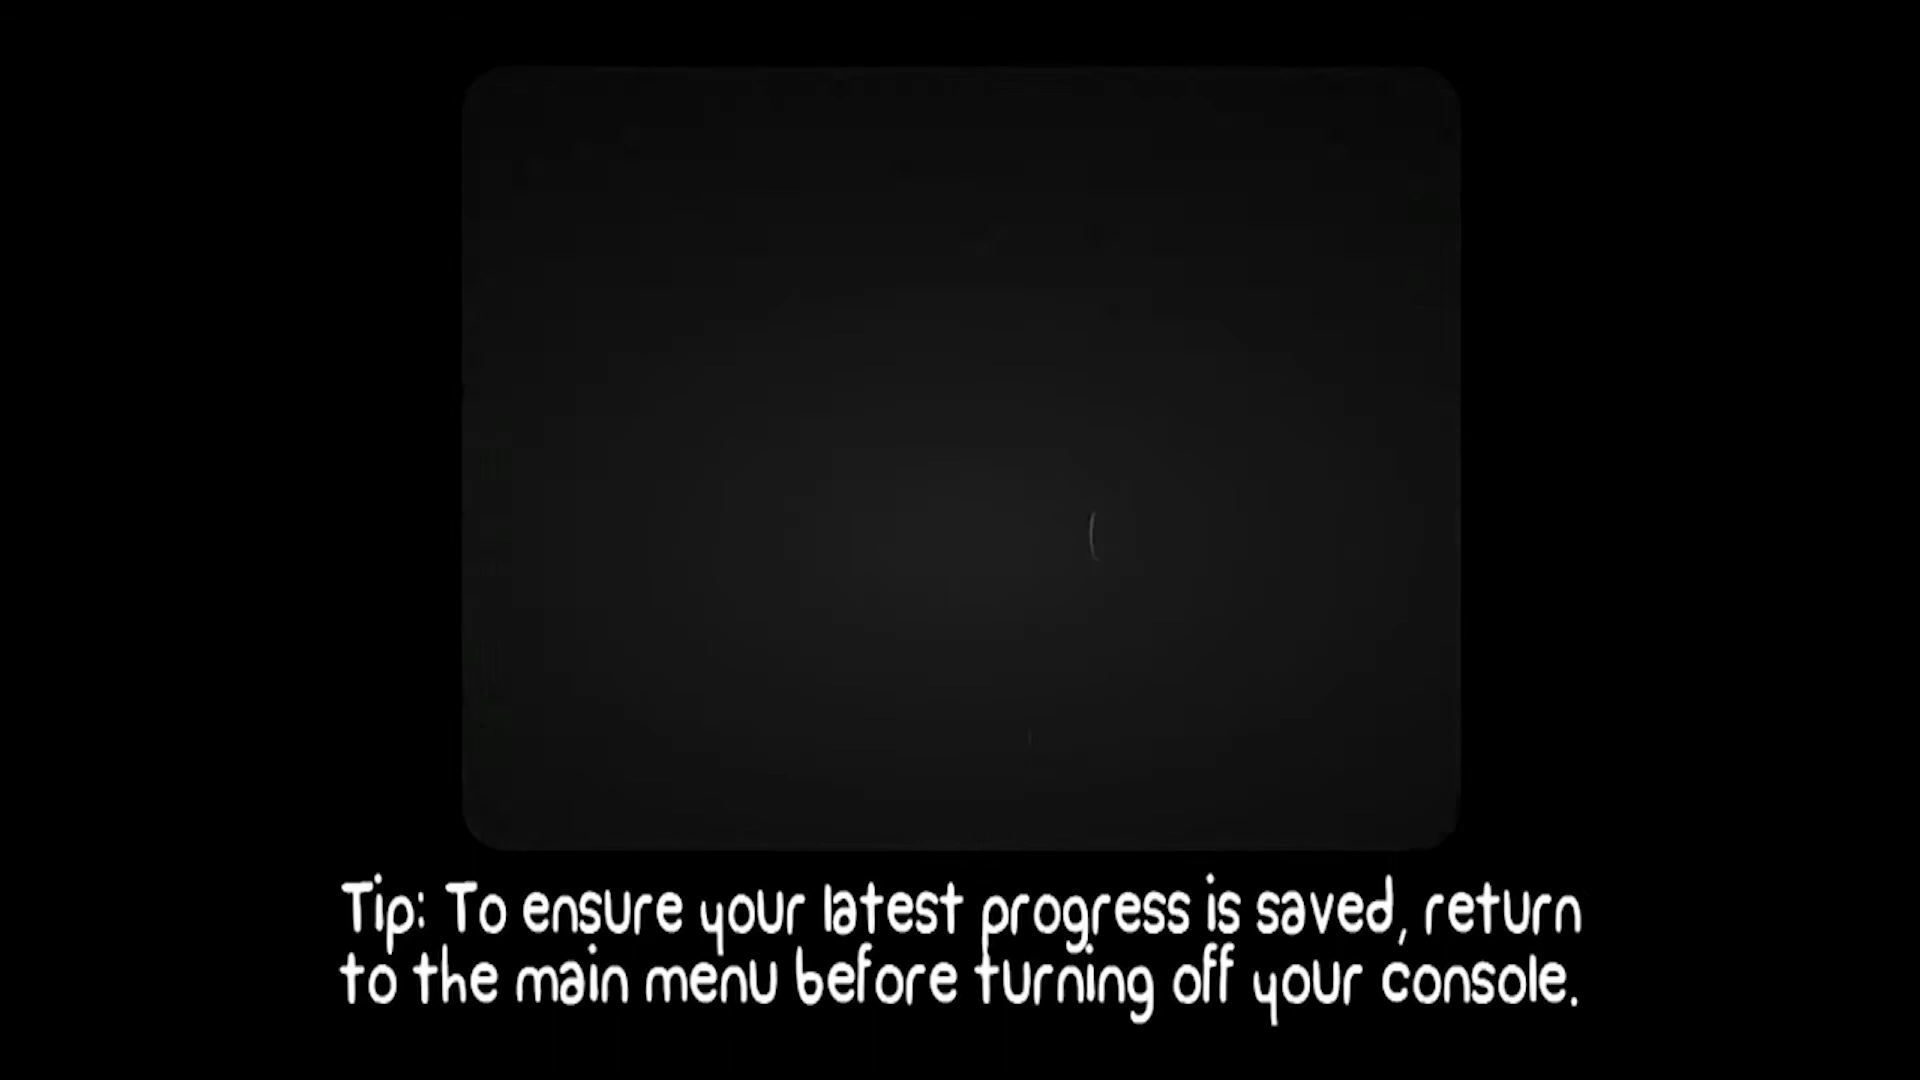 Tip: To ensure your latest progress is saved, return
to the main menu before turning off your console.